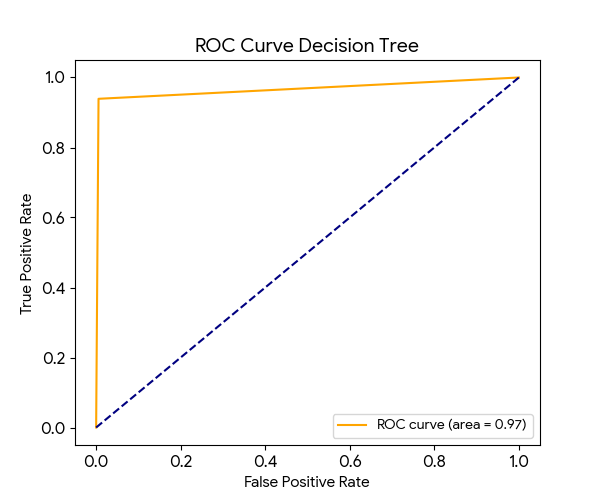 ROC Curve Decision Tree
1.0
0.8
0.6
0.4
0.2
0.0
True Positive Rate
ROC curve (area = 0.97)
0.0 0.2 0.4 0.6 0.8 1.0
False Positive Rate